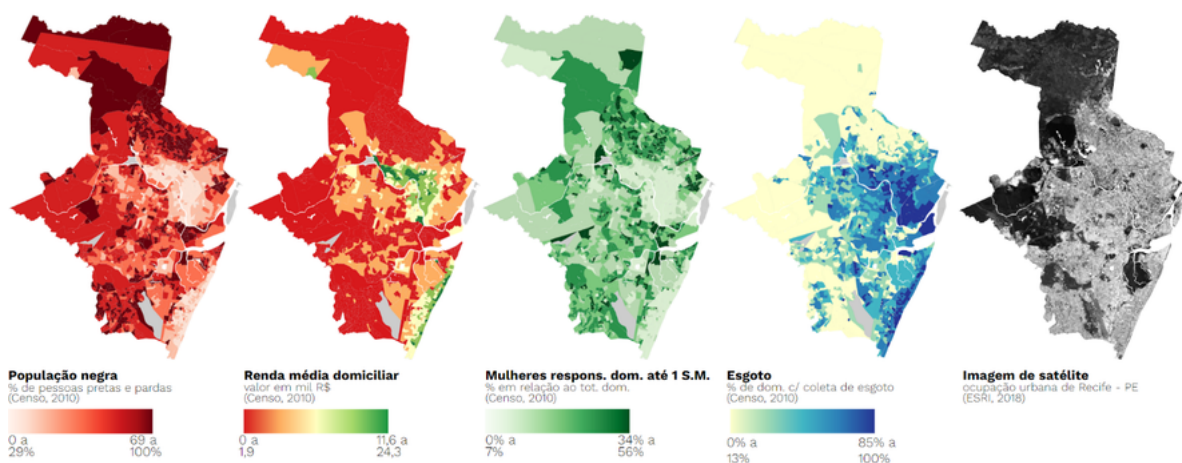 População negra
% de pessoas pretas e pardas
(Censo, 2010)
0 a
29%
69 a
100%
Renda média domiciliar
valor em mil R$
(Censo, 2010)
0 a
1,9
11,6 a
24,3
Mulheres respons. dom. até 1 S.M.
% em relação ao tot. dom.
(Censo, 2010)
0% a
7%
34% a
56%
Esgoto
% de dom. c/ coleta de esgoto
(Censo, 2010)
0% a
13%
85% a
100%
Imagem de satélite
ocupação urbana de Recife - PE
(ESRI, 2018)